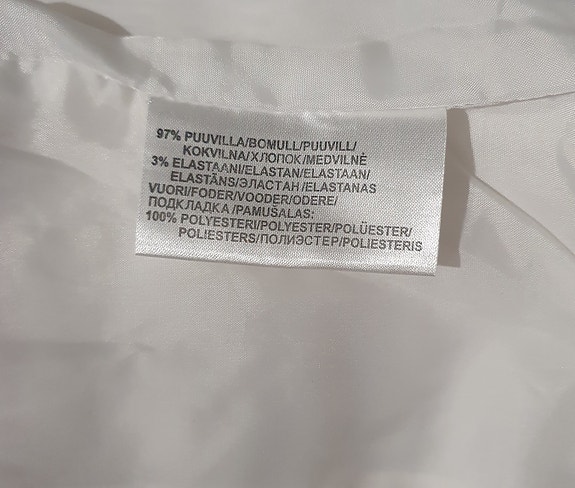 97% PUUVILLA/BOMULL/PUUVILL/
KOKVILNA/ХЛОПОК/MEDVILNĖ
3% ELASTAANI/ELASTAN/ELASTAAN/
ELASTĀNS/ЭЛАСТАН/ELASTANAS
VUORI/FODER/VOODER/ODERE/
ПОДКЛАДКА/PAMUŠALAS:
100% POLYESTERI/POLYESTER/POLÜESTER/
POLIESTERS/ПОЛИЭСТЕР/POLIESTERIS